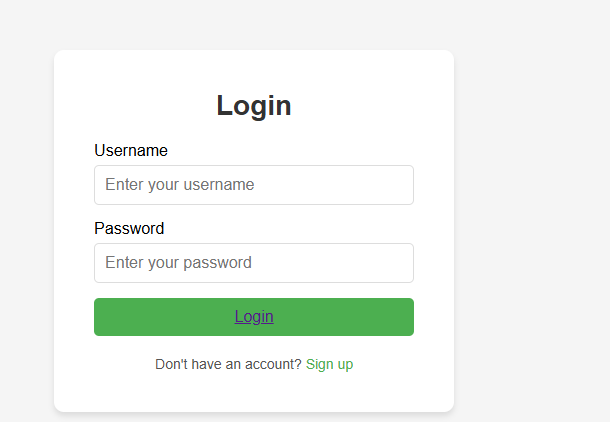 Login
Username
Enter your username
Password
Enter your password
Login
Don't have an account? Sign up